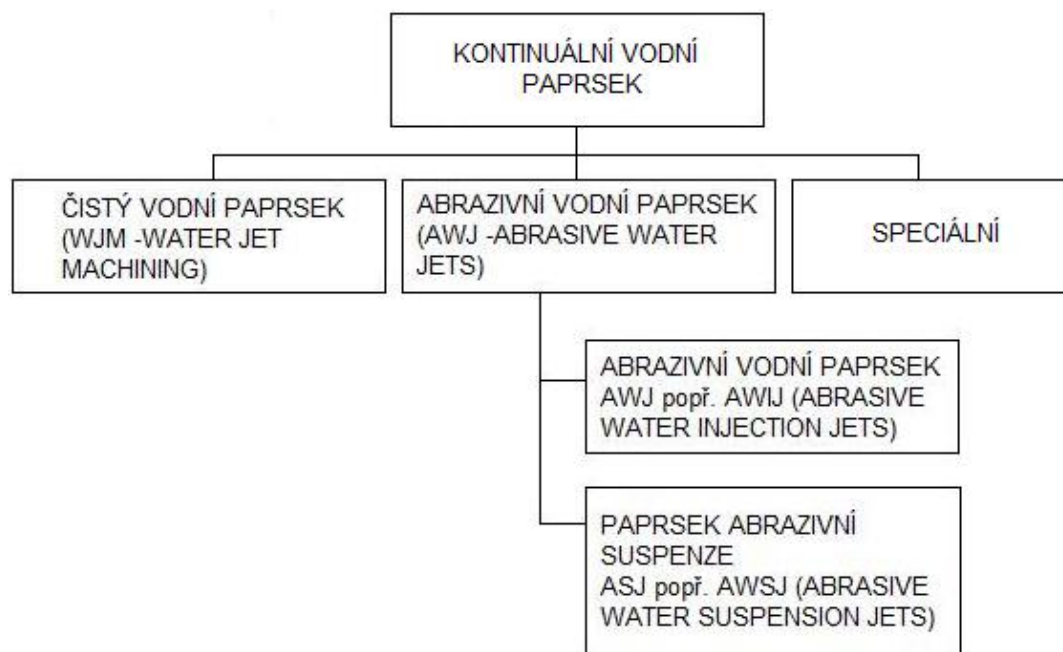 KONTINUÁLNÍ VODNÍ
PAPRSEK
ČISTÝ VODNÍ PAPRSEK
(WJM -WATER JET
MACHINING)
ABRAZIVNÍ VODNÍ PAPRSEK
(AWJ -ABRASIVE WATER
JETS)
SPECIÁLNÍ
ABRAZIVNÍ VODNÍ PAPRSEK
AWJ popř. AWIJ (ABRASIVE
WATER INJECTION JETS)
PAPRSEK ABRAZIVNÍ
SUSPENZE
ASJ popř. AWSJ (ABRASIVE
WATER SUSPENSION JETS)